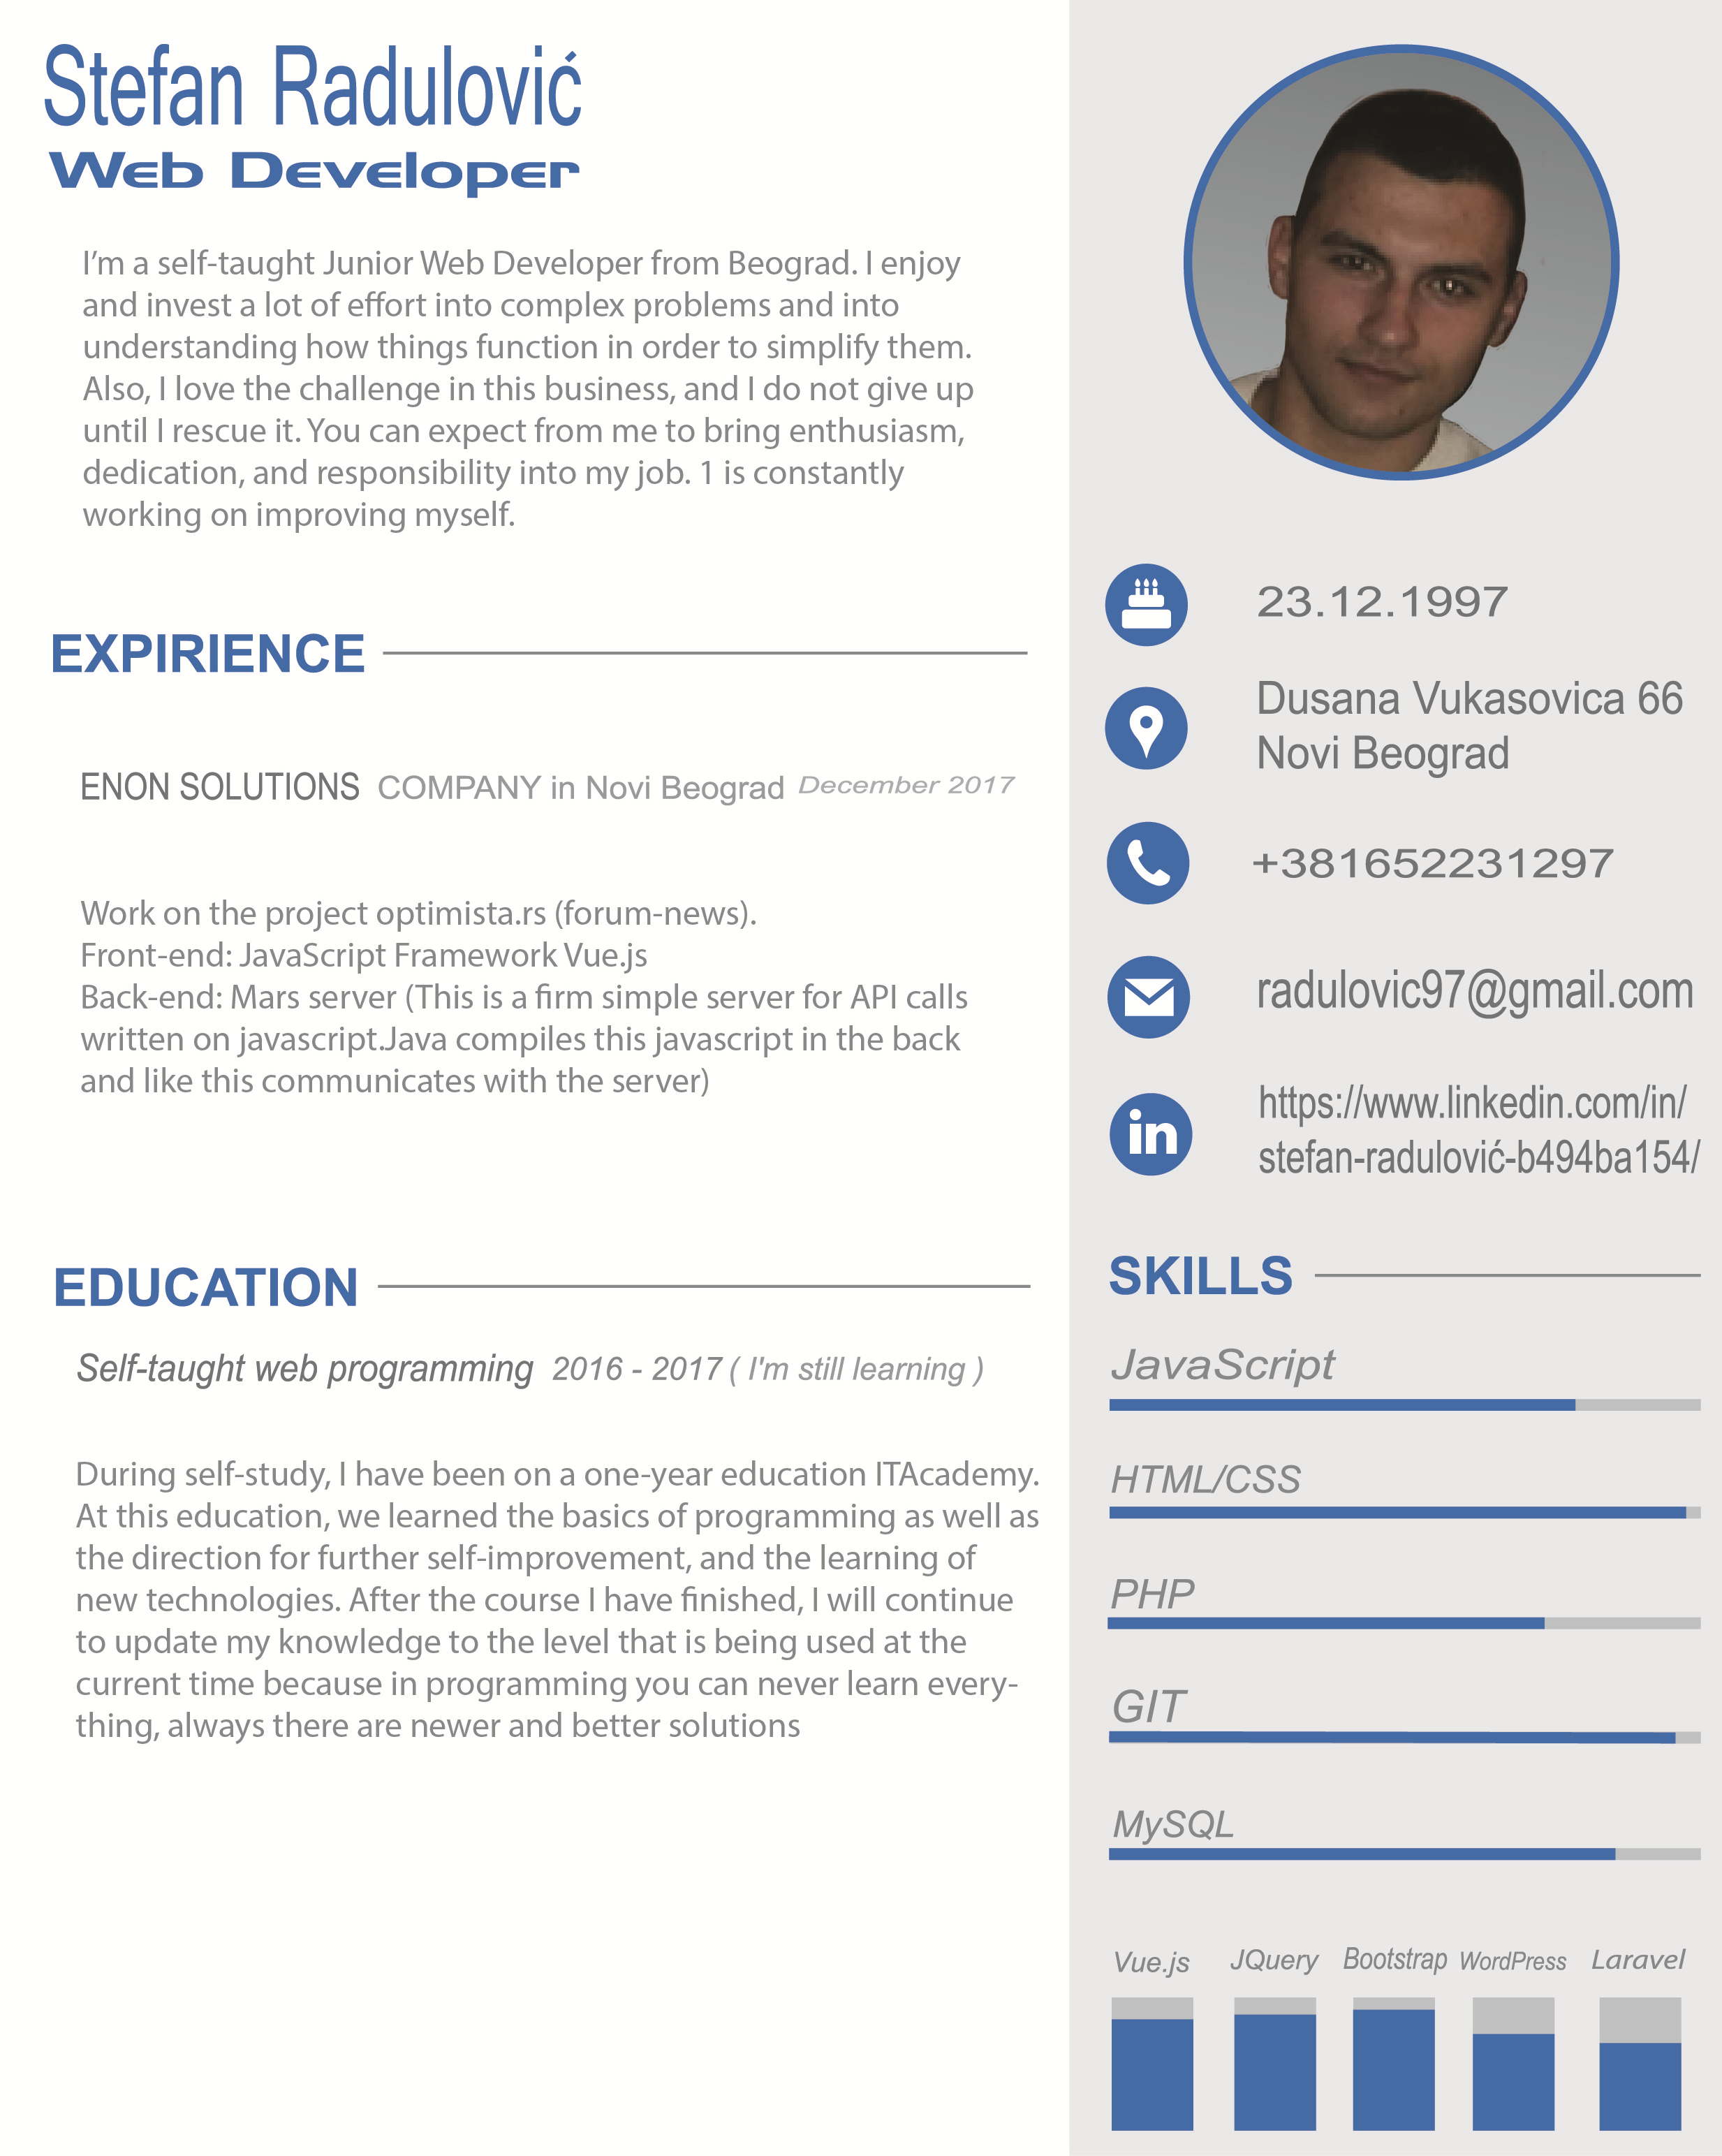 Stefan Radulović
Web Developer
I'm a self-taught Junior Web Developer from Beograd. I enjoy
and invest a lot of effort into complex problems and into
understanding how things function in order to simplify them.
Also, I love the challenge in this business, and I do not give up
until I rescue it. You can expect from me to bring enthusiasm,
dedication, and responsibility into my job. 1 is constantly
working on improving myself.
EXPIRIENCE
ENON SOLUTIONS COMPANY in Novi Beograd December 2017
Work on the project optimista.rs (forum-news).
Front-end: JavaScript Framework Vue.js
Back-end: Mars server (This is a firm simple server for API calls
written on javascript.Java compiles this javascript in the back
and like this communicates with the server)
EDUCATION
Self-taught web programming 2016 - 2017 ( I'm still learning )
During self-study, I have been on a one-year education ITAcademy.
At this education, we learned the basics of programming as well as
the direction for further self-improvement, and the learning of
new technologies. After the course I have finished, I will continue
to update my knowledge to the level that is being used at the
current time because in programming you can never learn every-
thing, always there are newer and better solutions
23.12.1997
Dusana Vukasovica 66
Novi Beograd
+381652231297
radulovic97@gmail.com
https://www.linkedin.com/in/
stefan-radulović-b494ba154/
SKILLS
JavaScript
HTML/CSS
PHP
GIT
MySQL
Vue.js JQuery Bootstrap WordPress Laravel